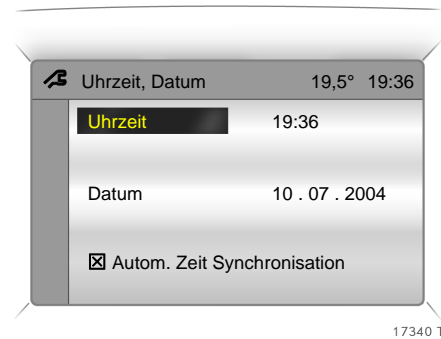 Uhrzeit, Datum 19,5° 19:36
Uhrzeit 19:36
Datum 10 . 07 . 2004
Autom. Zeit Synchronisation
17340 T